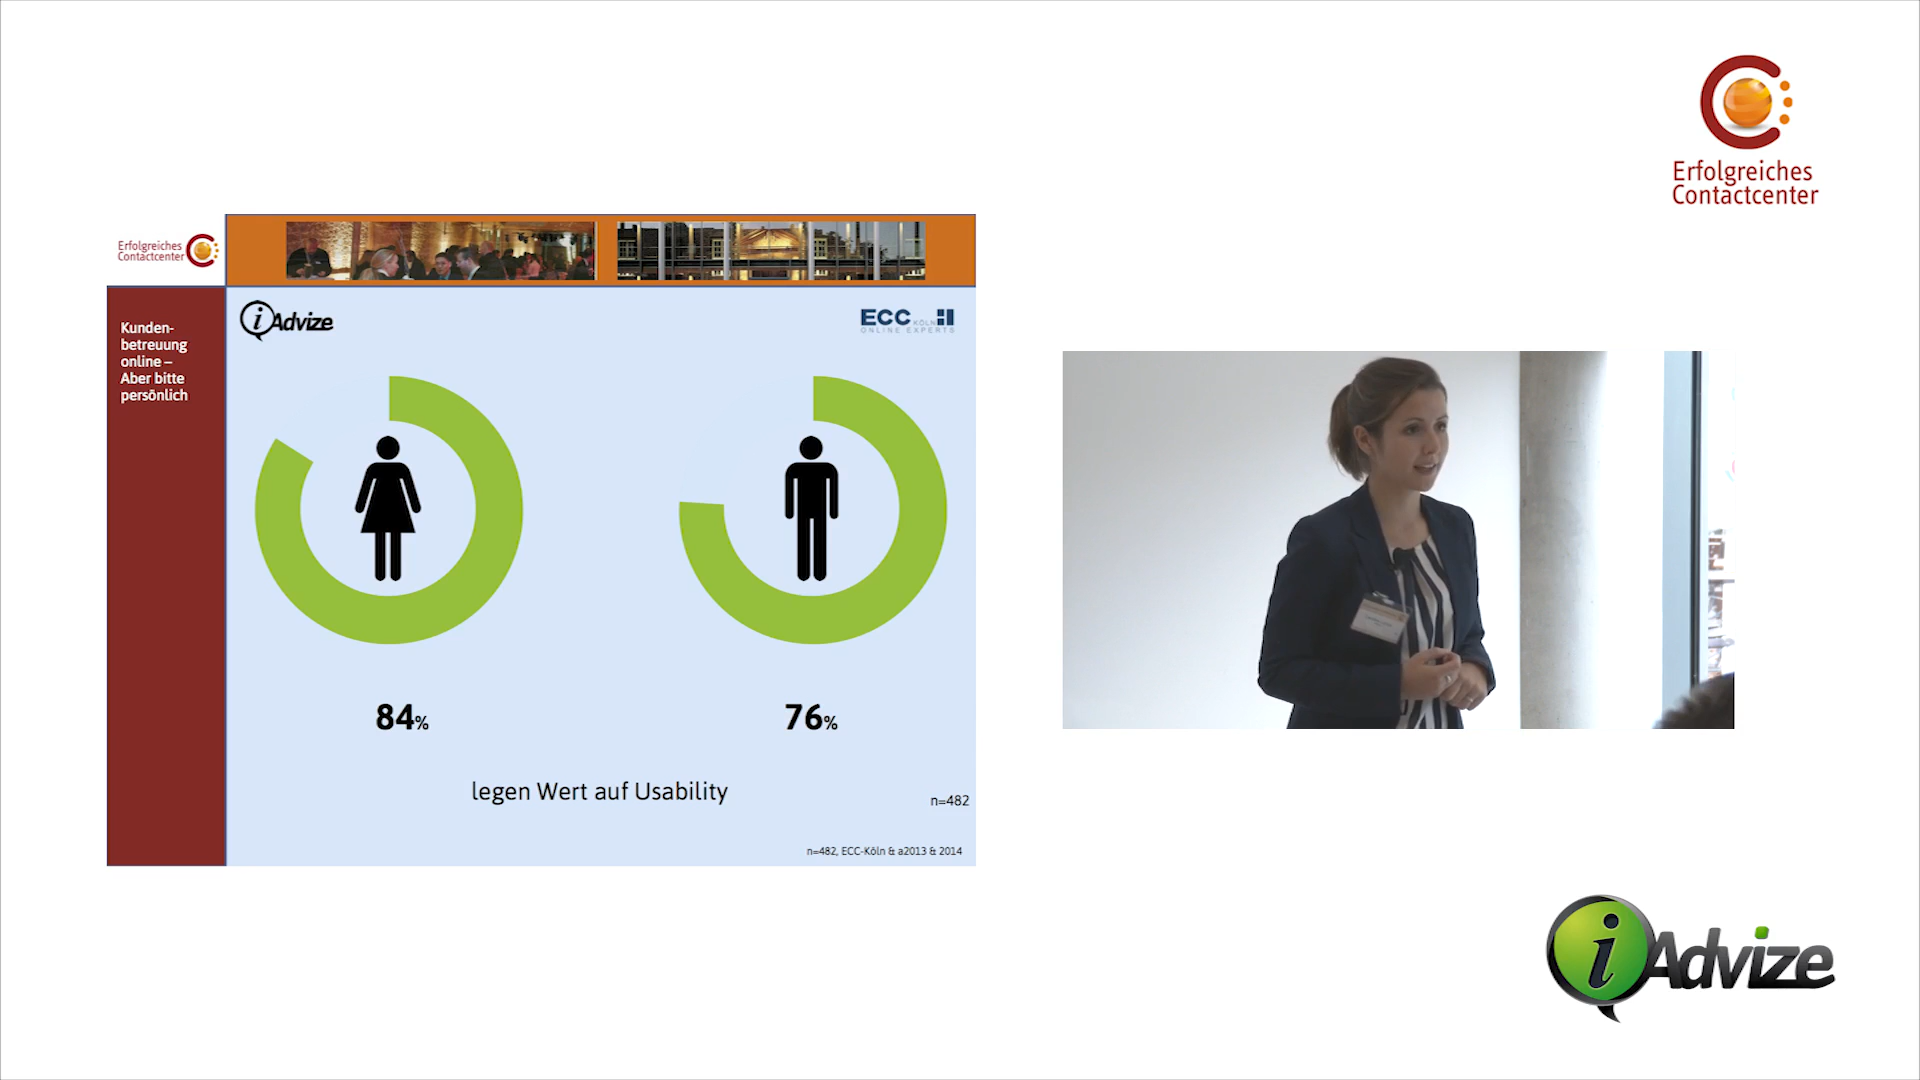 Erfolgreiches
Contactcenter
Erfolgreiches
Contactcenter
Kunden-
betreuung
online –
Aber bitte
persönlich
iAdvize
ECC KÖLN
ONLINE EXPERTS
84%
76%
legen Wert auf Usability
n=482
n=482, ECC-Köln & a2013 & 2014
iAdvize